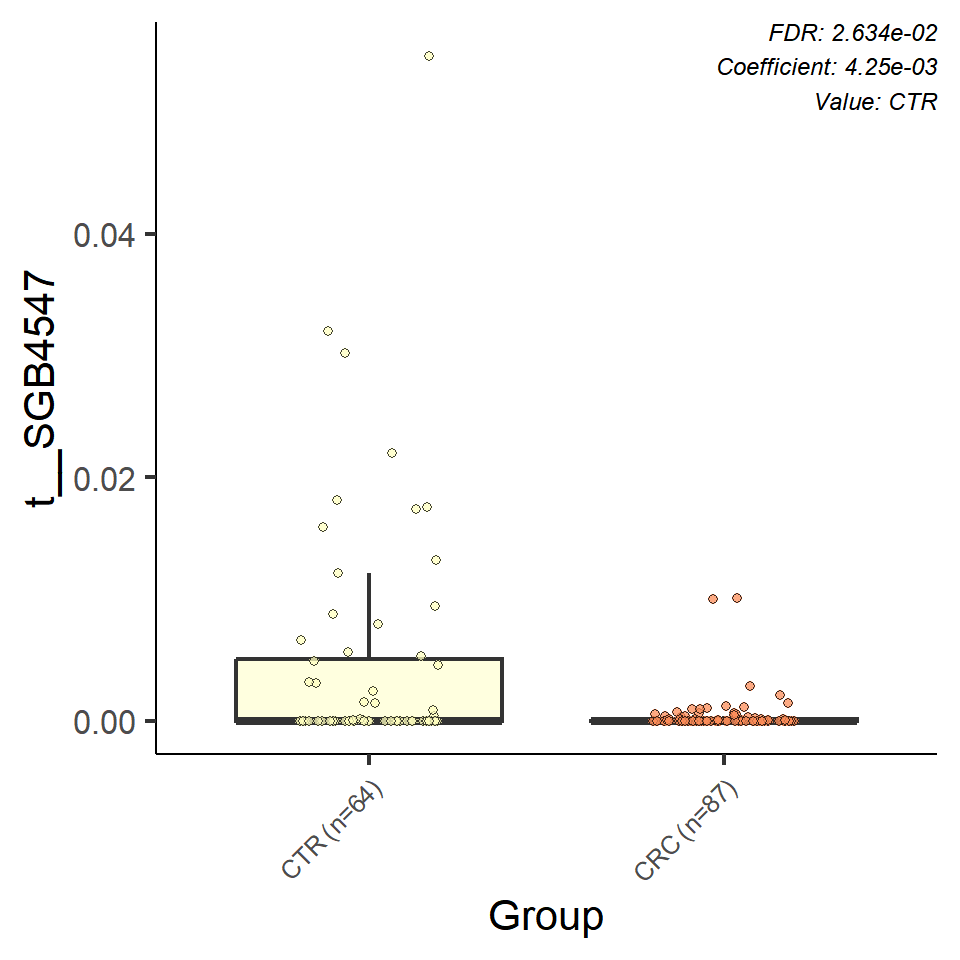 FDR: 2.634e-02
Coefficient: 4.25e-03
Value: CTR
t__SGB4547
0.04
0.02
0.00
CTR (n=64)
CRC (n=87)
Group